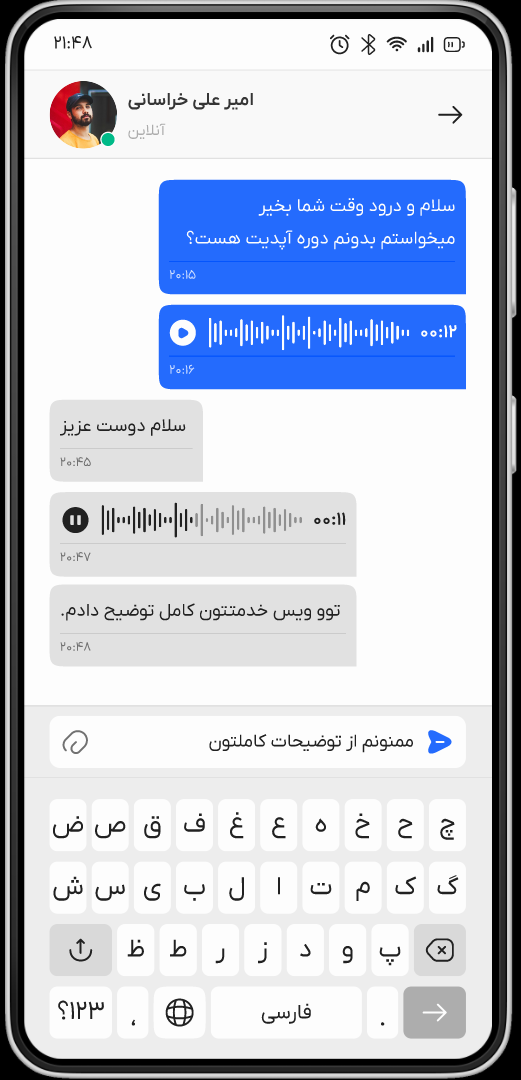 ۲۱:۴۸
امیر علی خراسانی
آنلاین
سلام و درود وقت شما بخیر
میخواستم بدونم دوره آپدیت هست؟
۲۰:۱۵
۰۰:۱۲
۲۰:۱۶
سلام دوست عزیز
۲۰:۴۵
۰۰:۱۱
۲۰:۴۷
توو ویس خدمتتون کامل توضیح دادم.
۲۰:۴۸
ممنونم از توضیحات کاملتون
ض ص ق ف غ ع ه خ ح چ
ش س ی ب ل ا ت م ک گ
ظ ط ر ز د و پ
۱۲۳؟ ، فارسی .